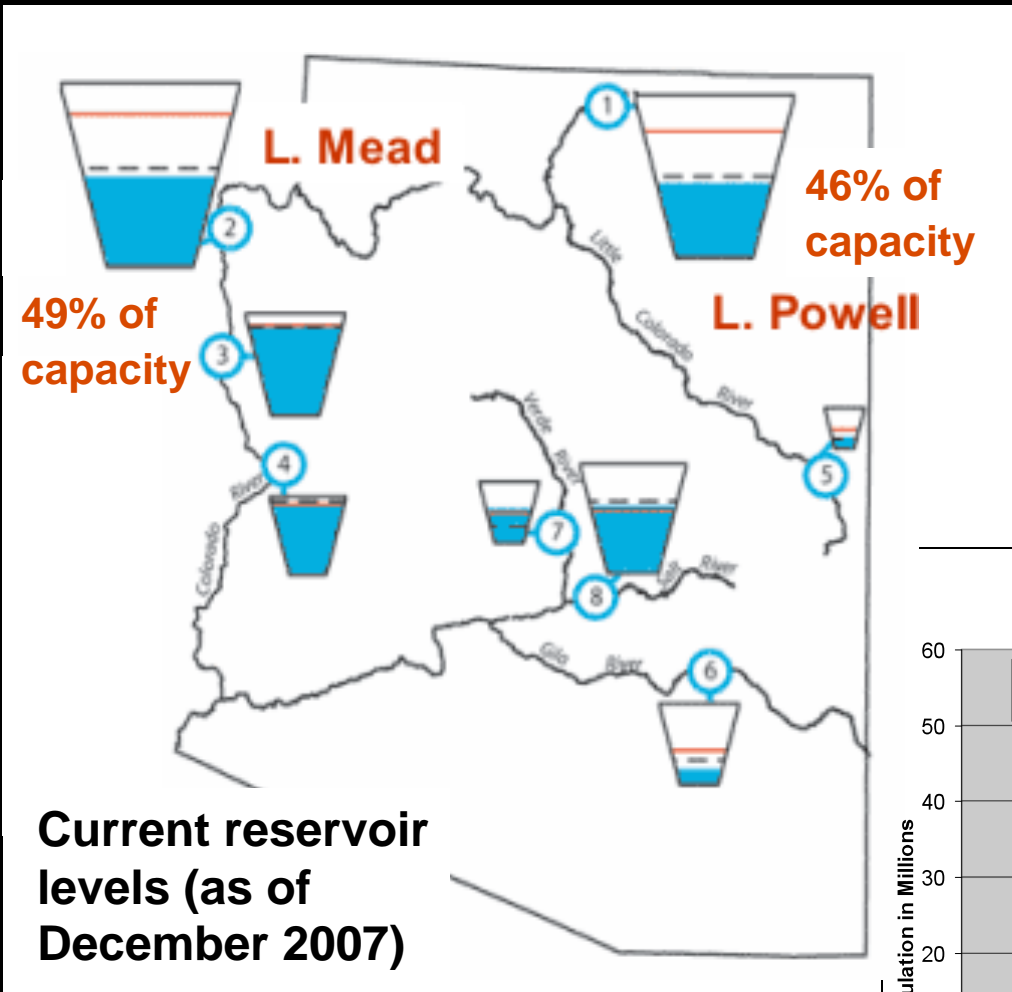 L. Mead
1
46% of
capacity
L. Powell
2
49% of
capacity
3
Little
Colorado
River
Verde
River
4
River
Colorado
5
7
8
Salt
River
Gila
River
6
Current reservoir
levels (as of
December 2007)
60
50
40
30
20
ulation in Millions